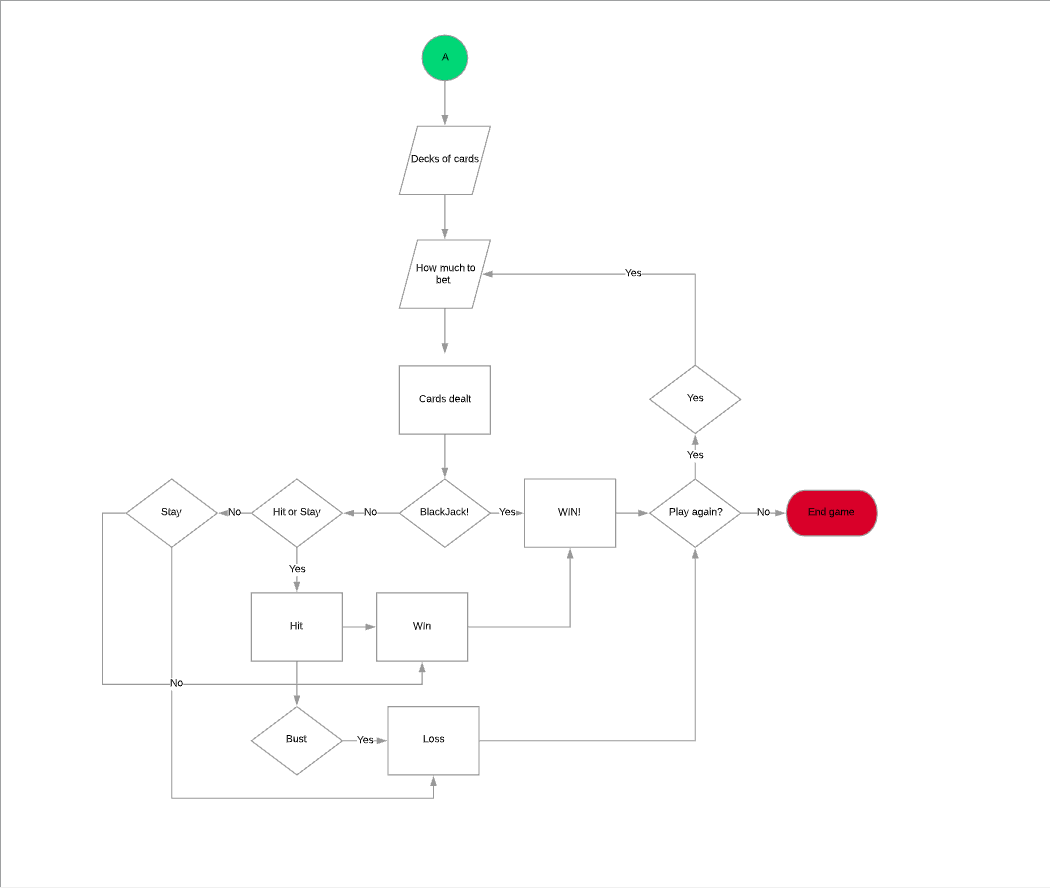 A
Decks of cards
How much to
bet
Yes
Cards dealt
Yes
Yes
Stay
No
Hit or Stay
No
BlackJack!
Yes
WIN!
Play again?
No
End game
Yes
Hit
Win
No
Bust
Yes
Loss